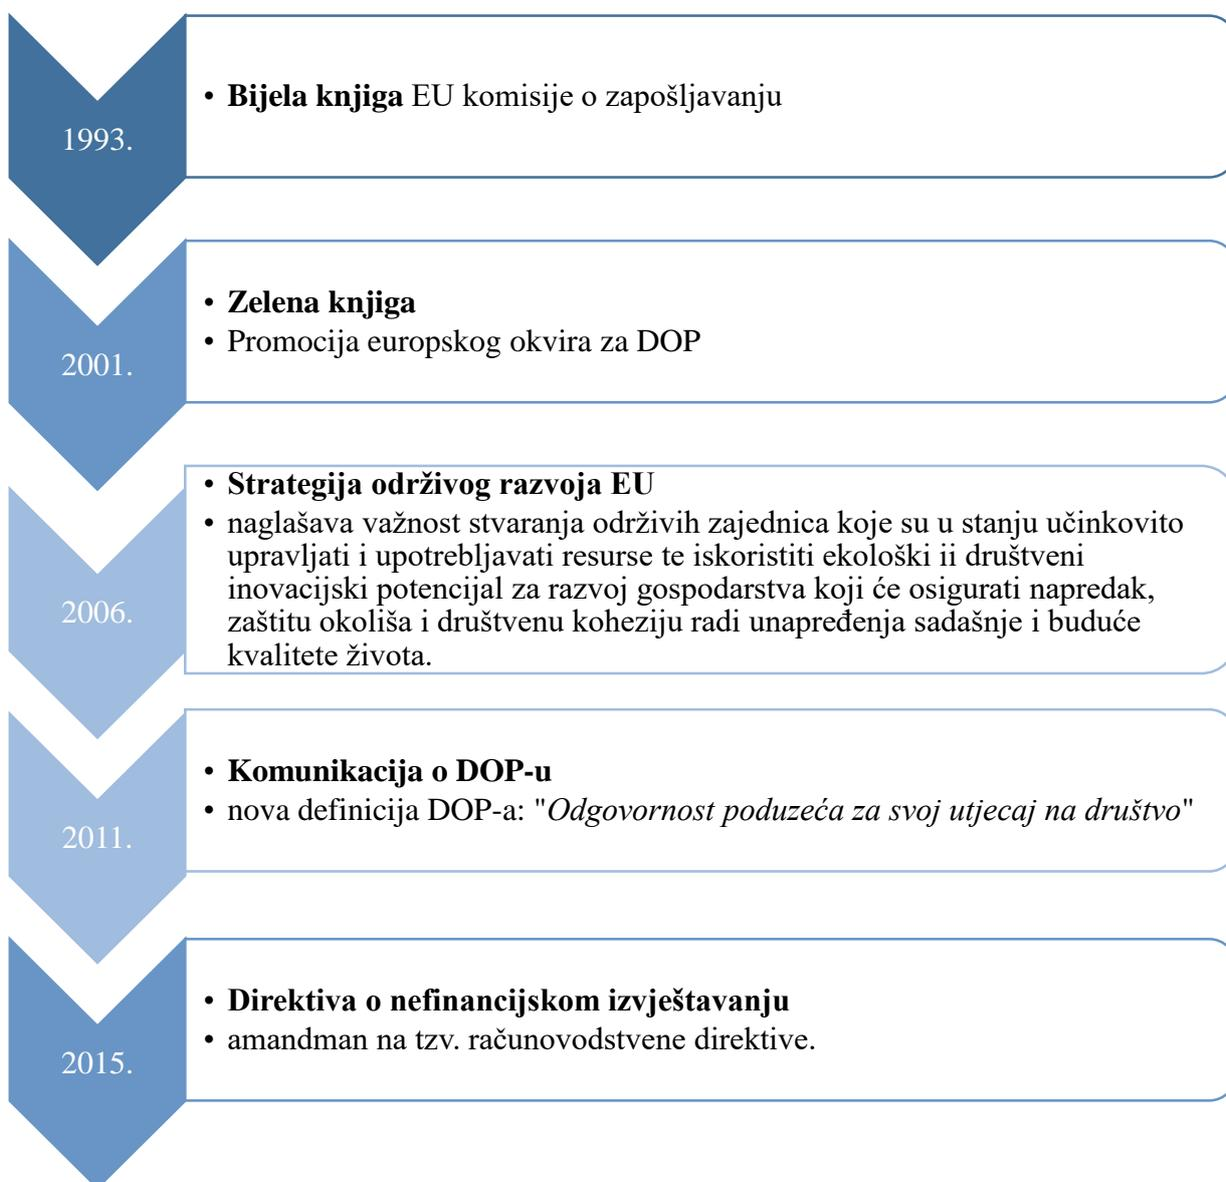 1993.
• Bijela knjiga EU komisije o zapošljavanju
2001.
• Zelena knjiga
• Promocija europskog okvira za DOP
2006.
• Strategija održivog razvoja EU
• naglašava važnost stvaranja održivih zajednica koje su u stanju učinkovito
upravljati i upotrebljavati resurse te iskoristiti ekološki ii društveni
inovacijski potencijal za razvoj gospodarstva koji će osigurati napredak,
zaštitu okoliša i društvenu koheziju radi unapređenja sadašnje i buduće
kvalitete života.
2011.
• Komunikacija o DOP-u
• nova definicija DOP-a: "Odgovornost poduzeća za svoj utjecaj na društvo"
2015.
• Direktiva o nefinancijskom izvještavanju
• amandman na tzv. računovodstvene direktive.